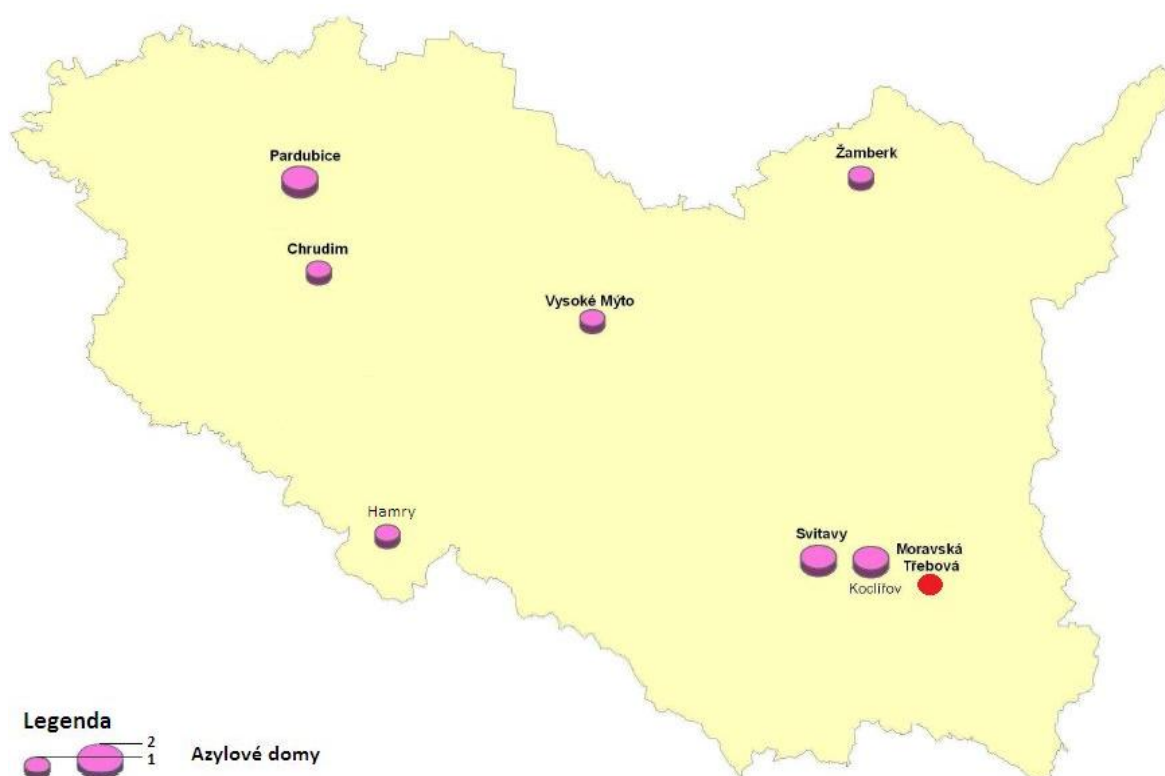 Pardubice
Žamberk
Chrudim
Vysoké Mýto
Hamry
Svitavy
Moravská
Třebová
Koclířov
Legenda
2
1
Azylové domy